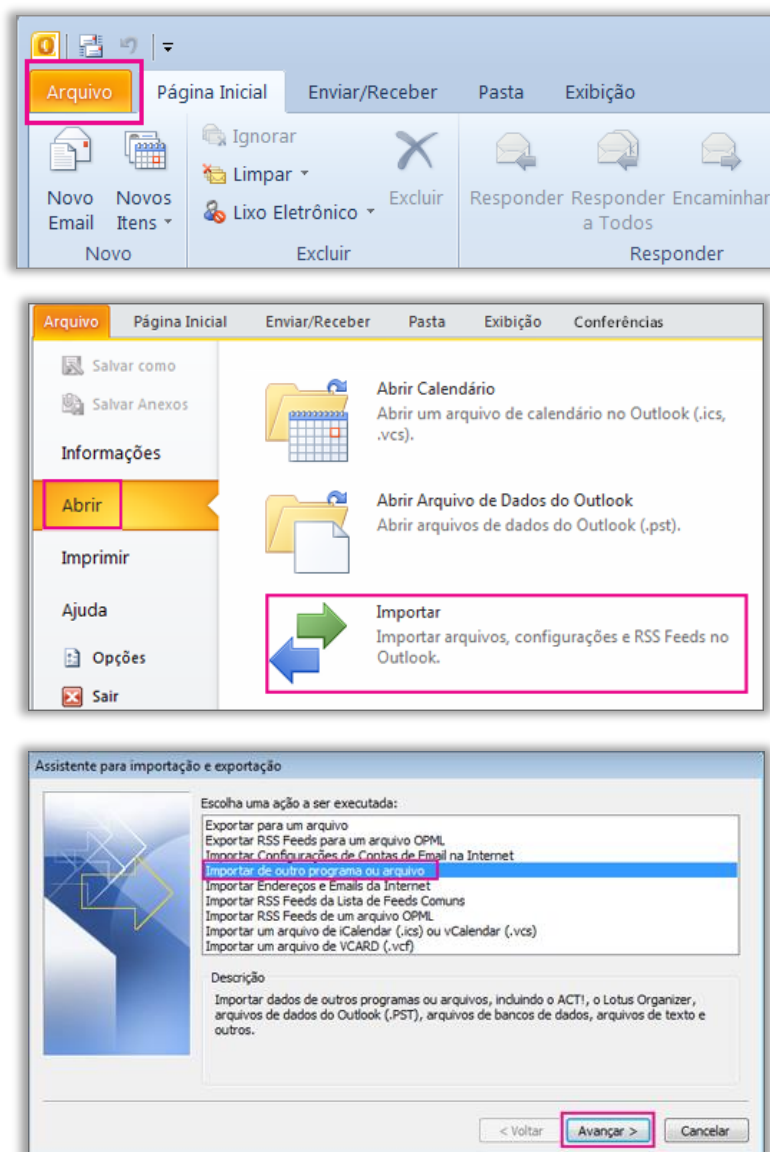 Arquivo Página Inicial Enviar/Receber Pasta Exibição
Ignorar
Limpar
Lixo Eletrônico
Novo Email
Novos Itens
Excluir
Responder
Responder a Todos
Encaminhar
Novo Excluir Responder
Arquivo Página Inicial Enviar/Receber Pasta Exibição Conferências
Salvar como
Salvar Anexos
Informações
Abrir
Imprimir
Ajuda
Opções
Sair
Abrir Calendário
Abrir um arquivo de calendário no Outlook (.ics,
.vcs).
Abrir Arquivo de Dados do Outlook
Abrir arquivos de dados do Outlook (.pst).
Importar
Importar arquivos, configurações e RSS Feeds no
Outlook.
Assistente para importação e exportação
Escolha uma ação a ser executada:
Exportar para um arquivo
Exportar RSS Feeds para um arquivo OPML
Importar Configurações de Contas de Email na Internet
Importar de outro programa ou arquivo
Importar Endereços e Emails da Internet
Importar RSS Feeds da Lista de Feeds Comuns
Importar RSS Feeds de um arquivo OPML
Importar um arquivo de iCalendar (.ics) ou vCalendar (.vcs)
Importar um arquivo de VCARD (.vcf)
Descrição
Importar dados de outros programas ou arquivos, incluindo o ACT!, o Lotus Organizer,
arquivos de dados do Outlook (.PST), arquivos de bancos de dados, arquivos de texto e
outros.
< Voltar Avançar > Cancelar